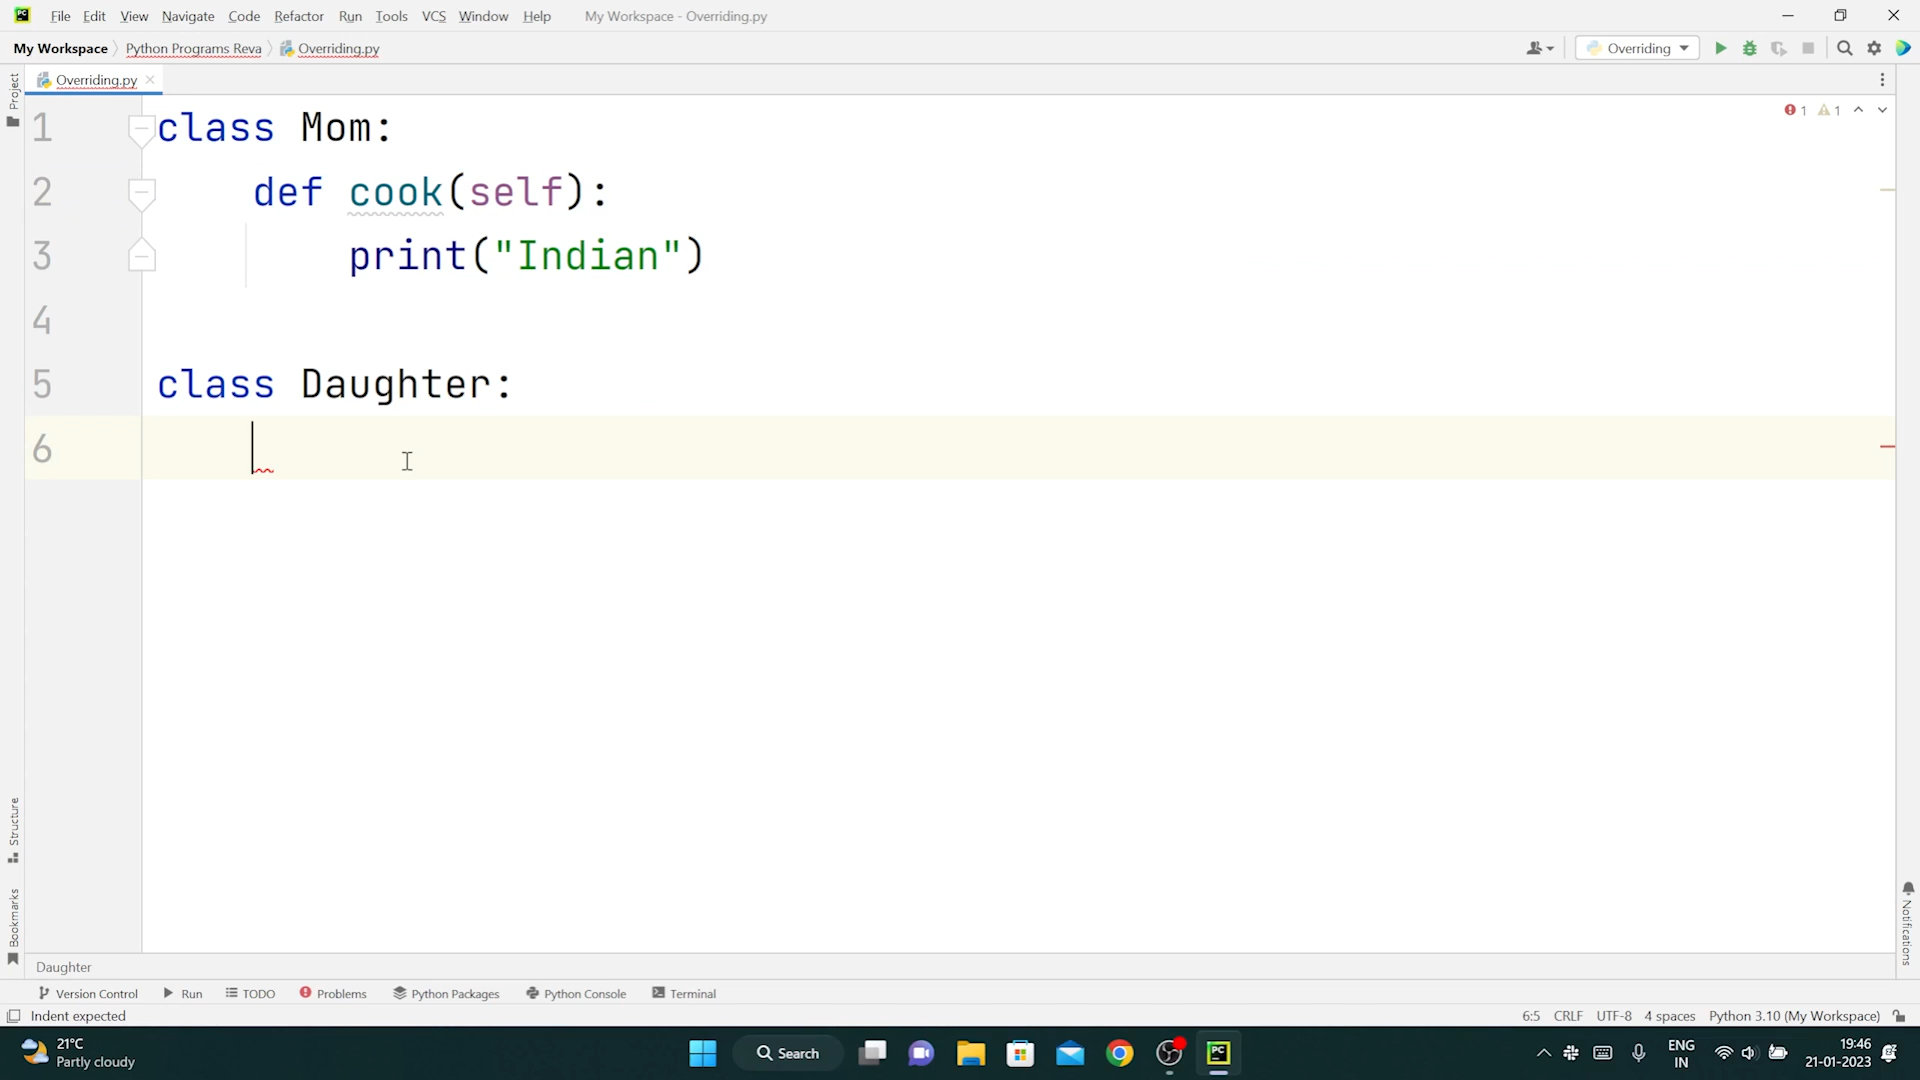 PC File Edit View Navigate Code Refactor Run Tools VCS Window Help My Workspace - Overriding.py
My Workspace Python Programs Reva Overriding.py Overriding
Project Overriding.py
1 class Mom: 1 1
2 def cook(self):
3 print("Indian")
4
5 class Daughter:
6
Structure
Bookmarks
Notifications
Daughter
Version Control Run TODO Problems Python Packages Python Console Terminal
Indent expected 6:5 CRLF UTF-8 4 spaces Python 3.10 (My Workspace)
21°C
Partly cloudy
Search
PC
ENG
IN
19:46
21-01-2023